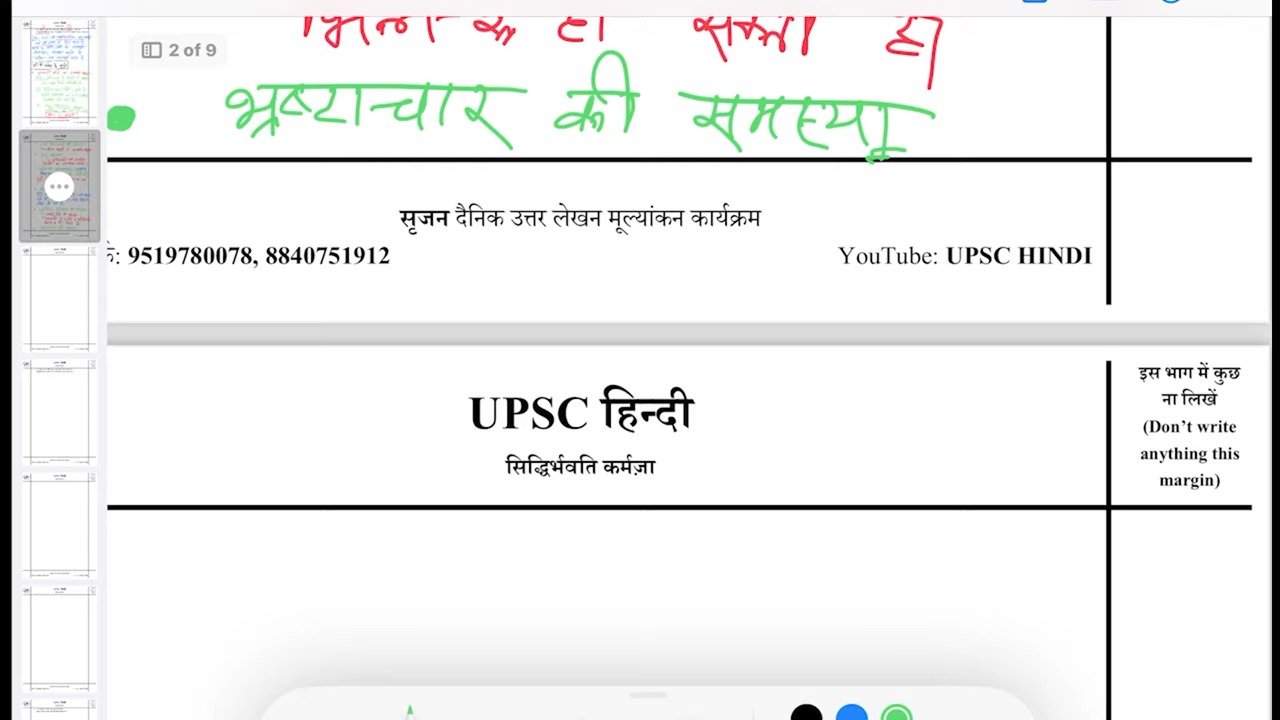 2 of 9
भ्रष्टाचार की समस्या
सृजन दैनिक उत्तर लेखन मूल्यांकन कार्यक्रम
: 9519780078, 8840751912
YouTube: UPSC HINDI
UPSC हिन्दी
सिद्धिर्भवति कर्मज़ा
इस भाग में कुछ
ना लिखें
(Don’t write
anything this
margin)